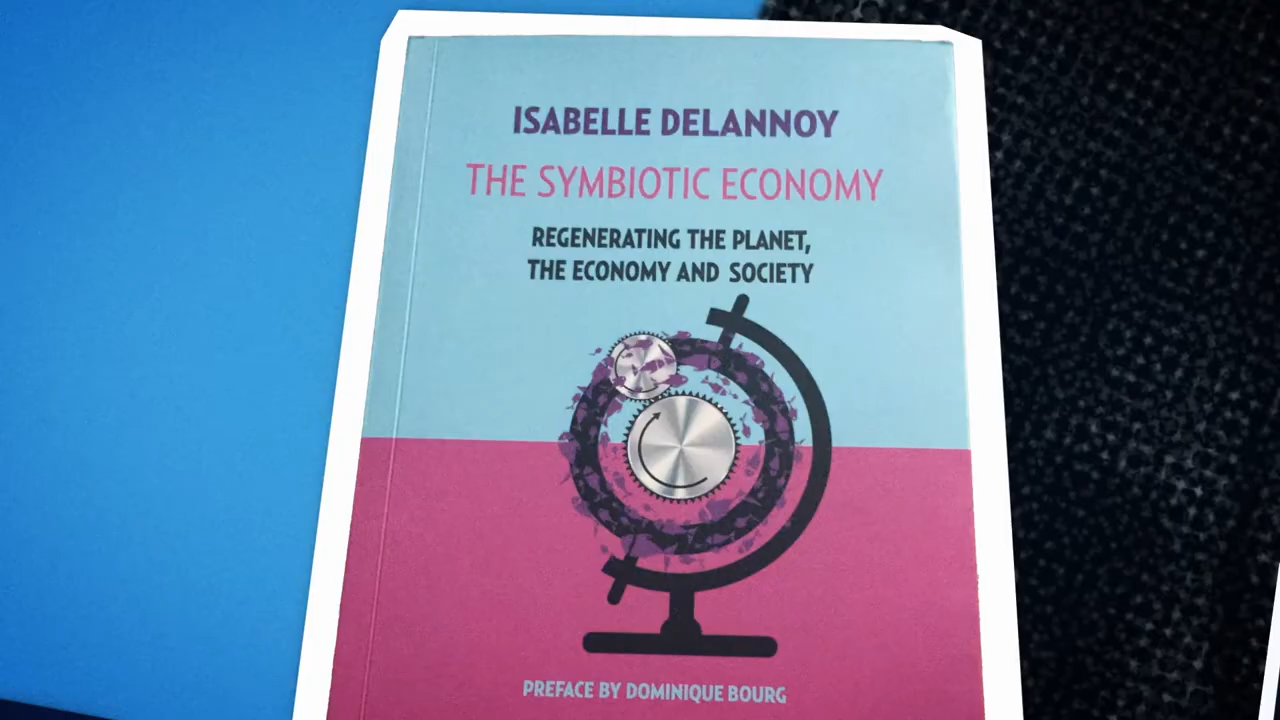 ISABELLE DELANNOY
THE SYMBIOTIC ECONOMY
REGENERATING THE PLANET,
THE ECONOMY AND SOCIETY
PREFACE BY DOMINIQUE BOURG